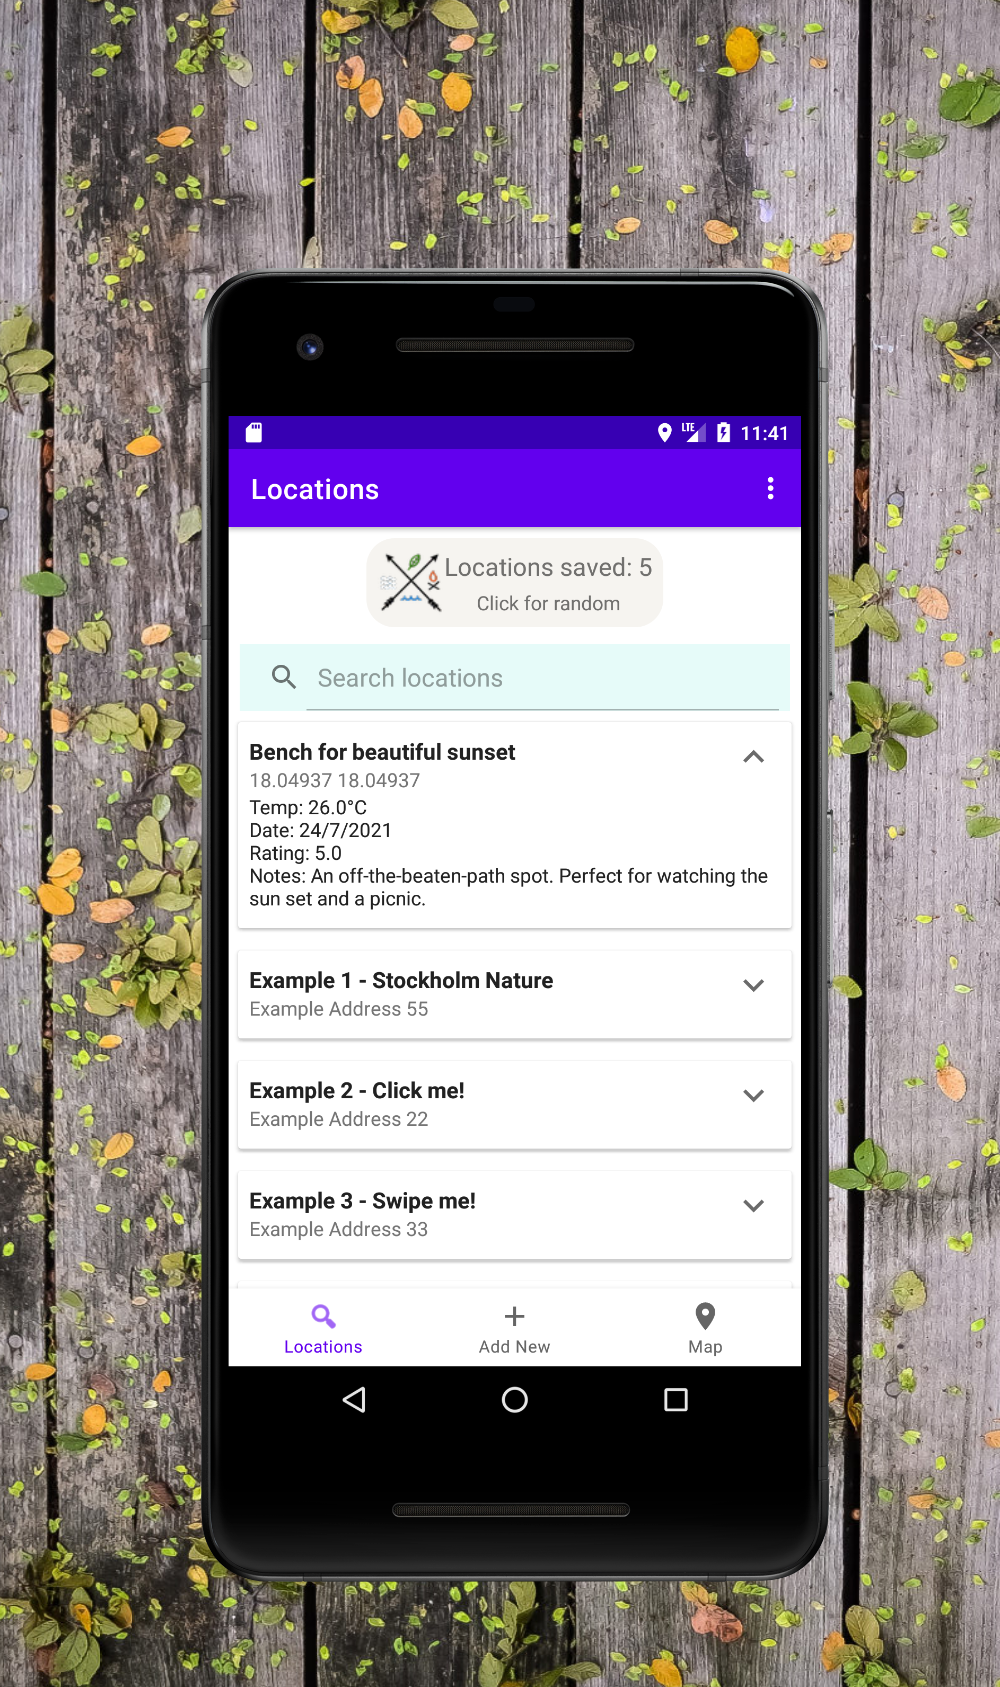 LTE 11:41
Locations
Locations saved: 5
Click for random
Search locations
Bench for beautiful sunset
18.04937 18.04937
Temp: 26.0°C
Date: 24/7/2021
Rating: 5.0
Notes: An off-the-beaten-path spot. Perfect for watching the
sun set and a picnic.
Example 1 - Stockholm Nature
Example Address 55
Example 2 - Click me!
Example Address 22
Example 3 - Swipe me!
Example Address 33
Locations Add New Map